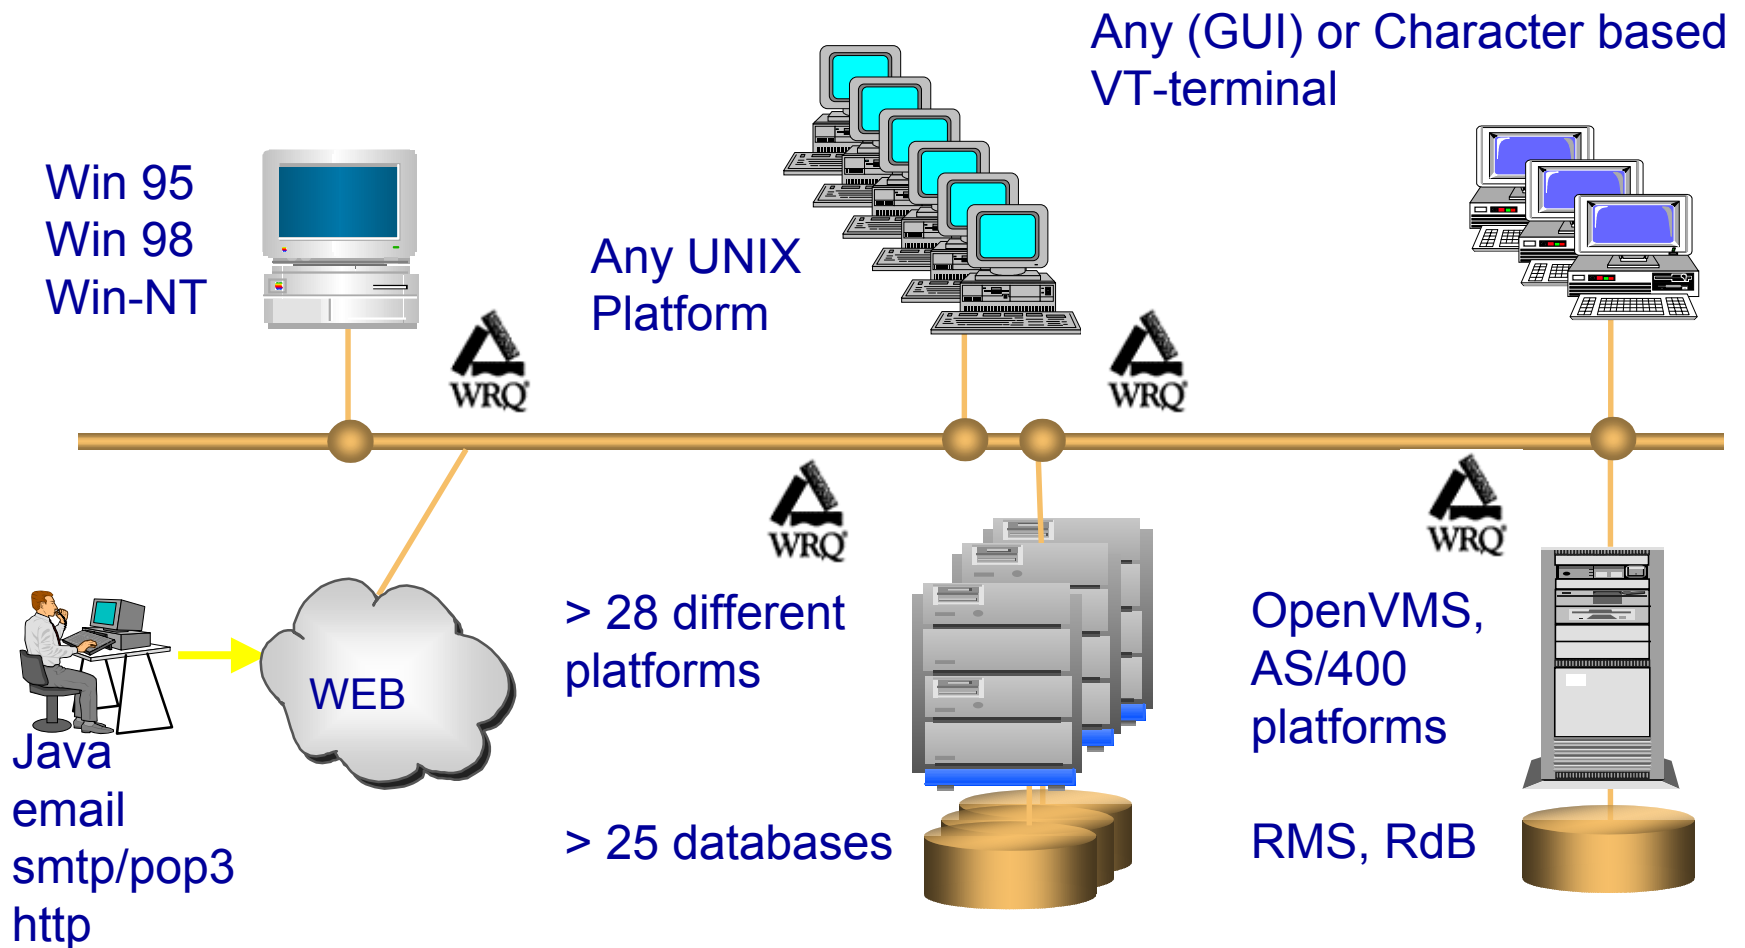 Any (GUI) or Character based
VT-terminal
Win 95
Win 98
Win-NT
Any UNIX
Platform
WRQ
WRQ
WRQ
WRQ
> 28 different
platforms
OpenVMS,
AS/400
platforms
WEB
Java
email
smtp/pop3
http
> 25 databases
RMS, RdB